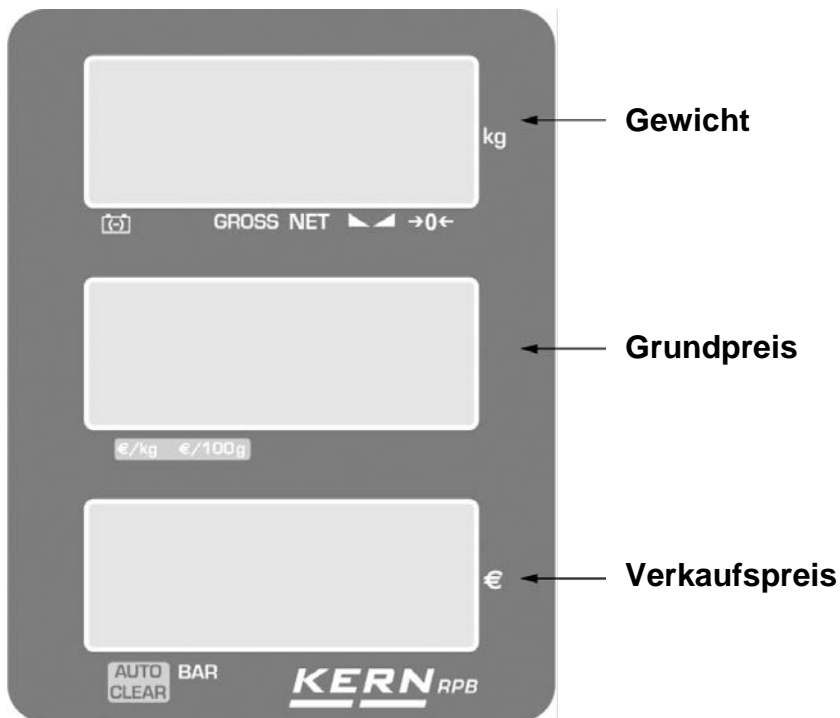 kg
Gewicht
GROSS NET →0←
Grundpreis
€/kg €/100g
€
Verkaufspreis
AUTO BAR
CLEAR
KERN RPB